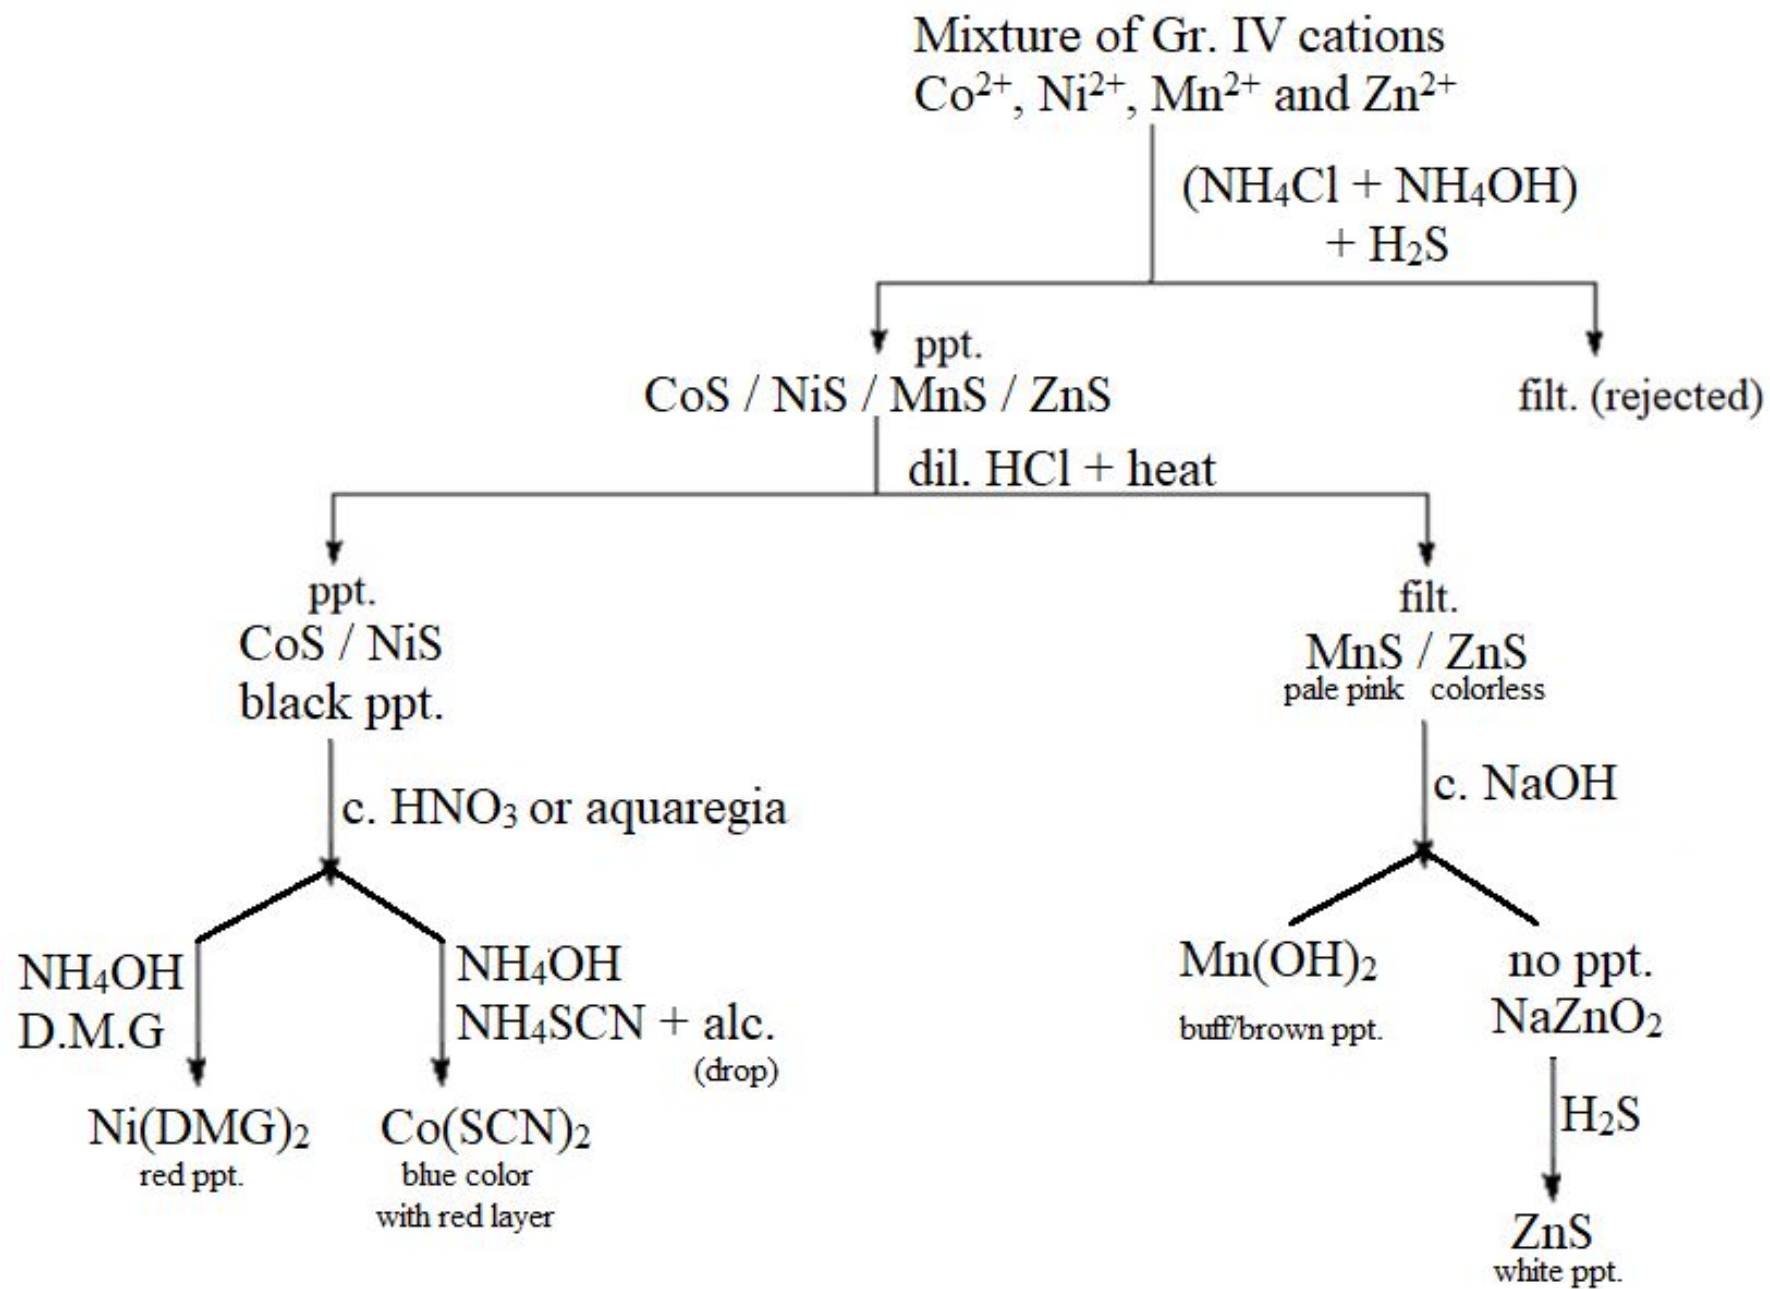 Mixture of Gr. IV cations
Co²⁺, Ni²⁺, Mn²⁺ and Zn²⁺
(NH₄Cl + NH₄OH)
+ H₂S
ppt.
CoS / NiS / MnS / ZnS
filt. (rejected)
dil. HCl + heat
ppt.
CoS / NiS
black ppt.
filt.
MnS / ZnS
pale pink colorless
c. HNO₃ or aquaregia
c. NaOH
NH₄OH
D.M.G
NH₄OH
NH₄SCN + alc.
(drop)
Ni(DMG)₂
red ppt.
Co(SCN)₂
blue color
with red layer
Mn(OH)₂
buff/brown ppt.
no ppt.
NaZnO₂
H₂S
ZnS
white ppt.